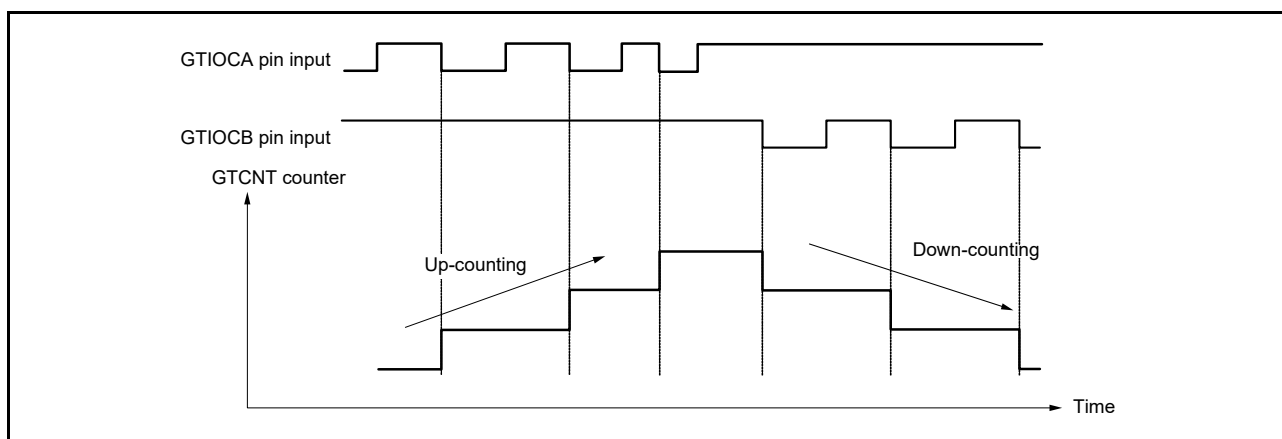 GTIOCA pin input
GTIOCB pin input
GTCNT counter
Up-counting
Down-counting
Time